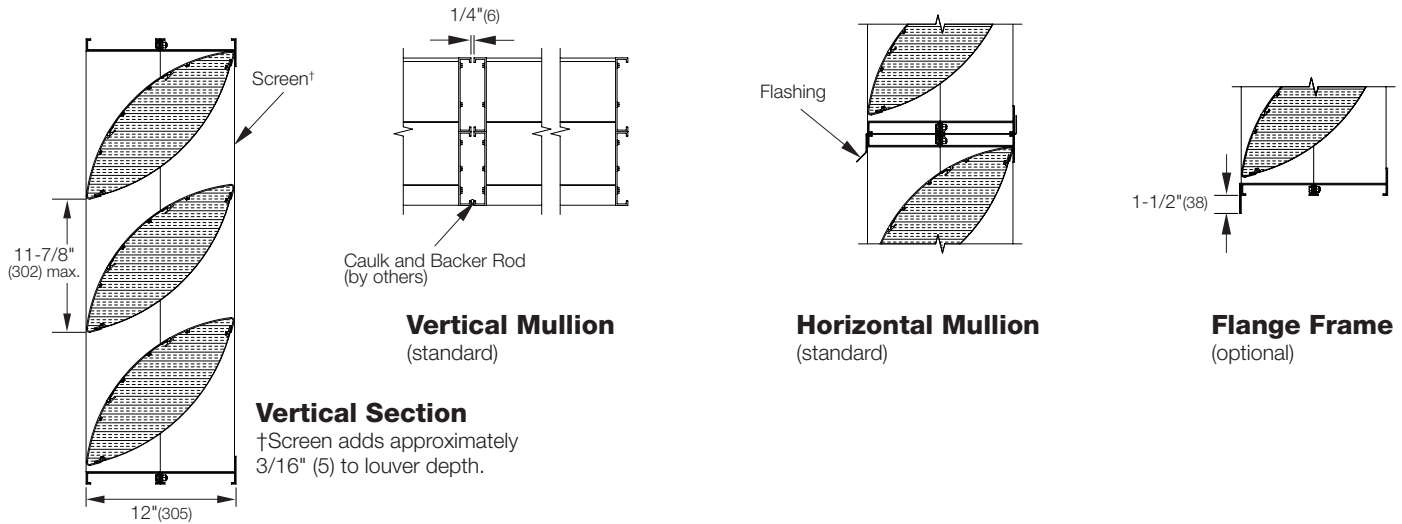 1/4"(6)
Screen†
Flashing
11-7/8"
(302) max.
1-1/2"(38)
Caulk and Backer Rod
(by others)
Vertical Mullion
(standard)
Horizontal Mullion
(standard)
Flange Frame
(optional)
Vertical Section
†Screen adds approximately
3/16" (5) to louver depth.
12"(305)